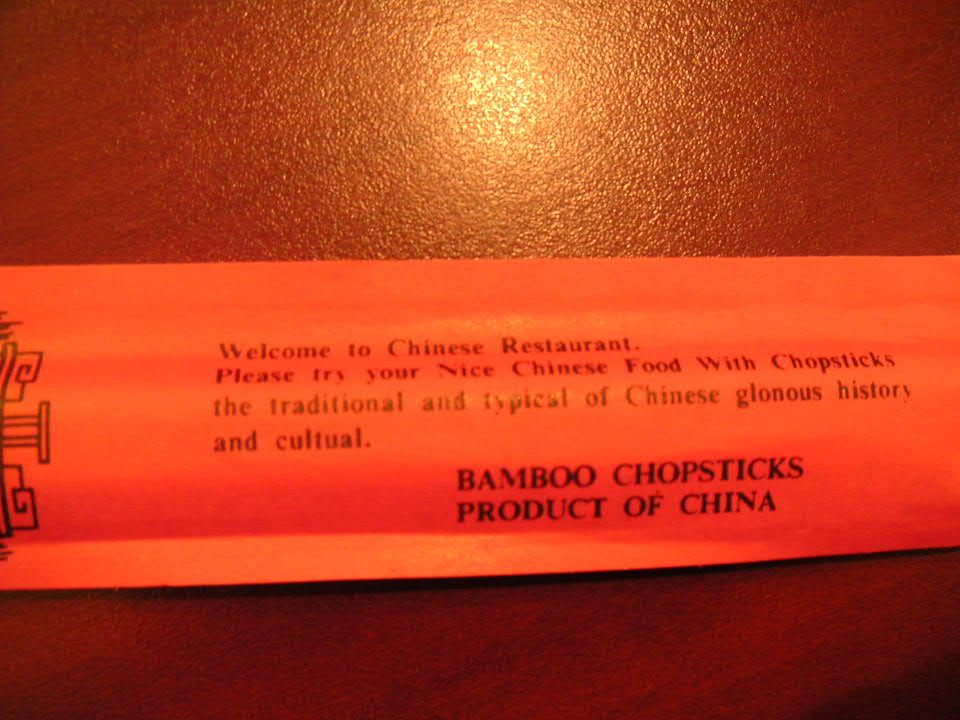 Welcome to Chinese Restaurant.
Please try your Nice Chinese Food With Chopsticks
the traditional and typical of Chinese glonous history
and cultual.
BAMBOO CHOPSTICKS
PRODUCT OF CHINA